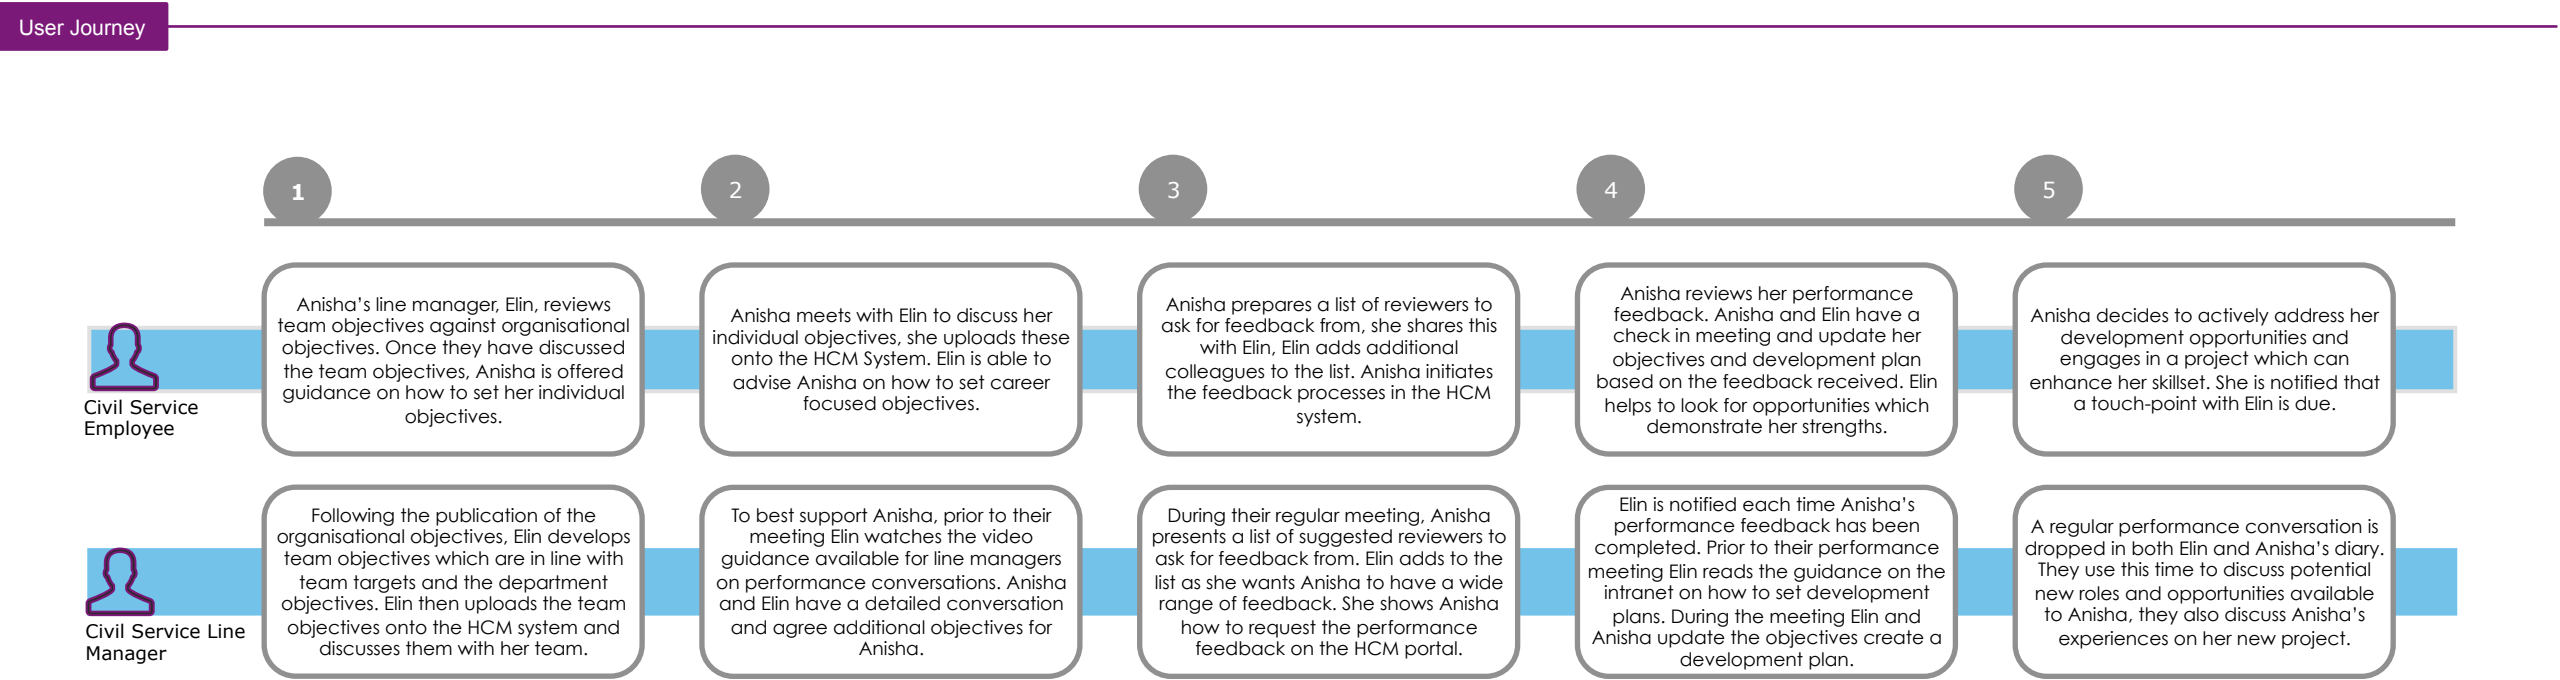 User Journey
1
2
3
4
5
Civil Service
Employee
Anisha’s line manager, Elin, reviews
team objectives against organisational
objectives. Once they have discussed
the team objectives, Anisha is offered
guidance on how to set her individual
objectives.
Anisha meets with Elin to discuss her
individual objectives, she uploads these
onto the HCM System. Elin is able to
advise Anisha on how to set career
focused objectives.
Anisha prepares a list of reviewers to
ask for feedback from, she shares this
with Elin, Elin adds additional
colleagues to the list. Anisha initiates
the feedback processes in the HCM
system.
Anisha reviews her performance
feedback. Anisha and Elin have a
check in meeting and update her
objectives and development plan
based on the feedback received. Elin
helps to look for opportunities which
demonstrate her strengths.
Anisha decides to actively address her
development opportunities and
engages in a project which can
enhance her skillset. She is notified that
a touch-point with Elin is due.
Civil Service Line
Manager
Following the publication of the
organisational objectives, Elin develops
team objectives which are in line with
team targets and the department
objectives. Elin then uploads the team
objectives onto the HCM system and
discusses them with her team.
To best support Anisha, prior to their
meeting Elin watches the video
guidance available for line managers
on performance conversations. Anisha
and Elin have a detailed conversation
and agree additional objectives for
Anisha.
During their regular meeting, Anisha
presents a list of suggested reviewers to
ask for feedback from. Elin adds to the
list as she wants Anisha to have a wide
range of feedback. She shows Anisha
how to request the performance
feedback on the HCM portal.
Elin is notified each time Anisha’s
performance feedback has been
completed. Prior to their performance
meeting Elin reads the guidance on the
intranet on how to set development
plans. During the meeting Elin and
Anisha update the objectives create a
development plan.
A regular performance conversation is
dropped in both Elin and Anisha’s diary.
They use this time to discuss potential
new roles and opportunities available
to Anisha, they also discuss Anisha’s
experiences on her new project.